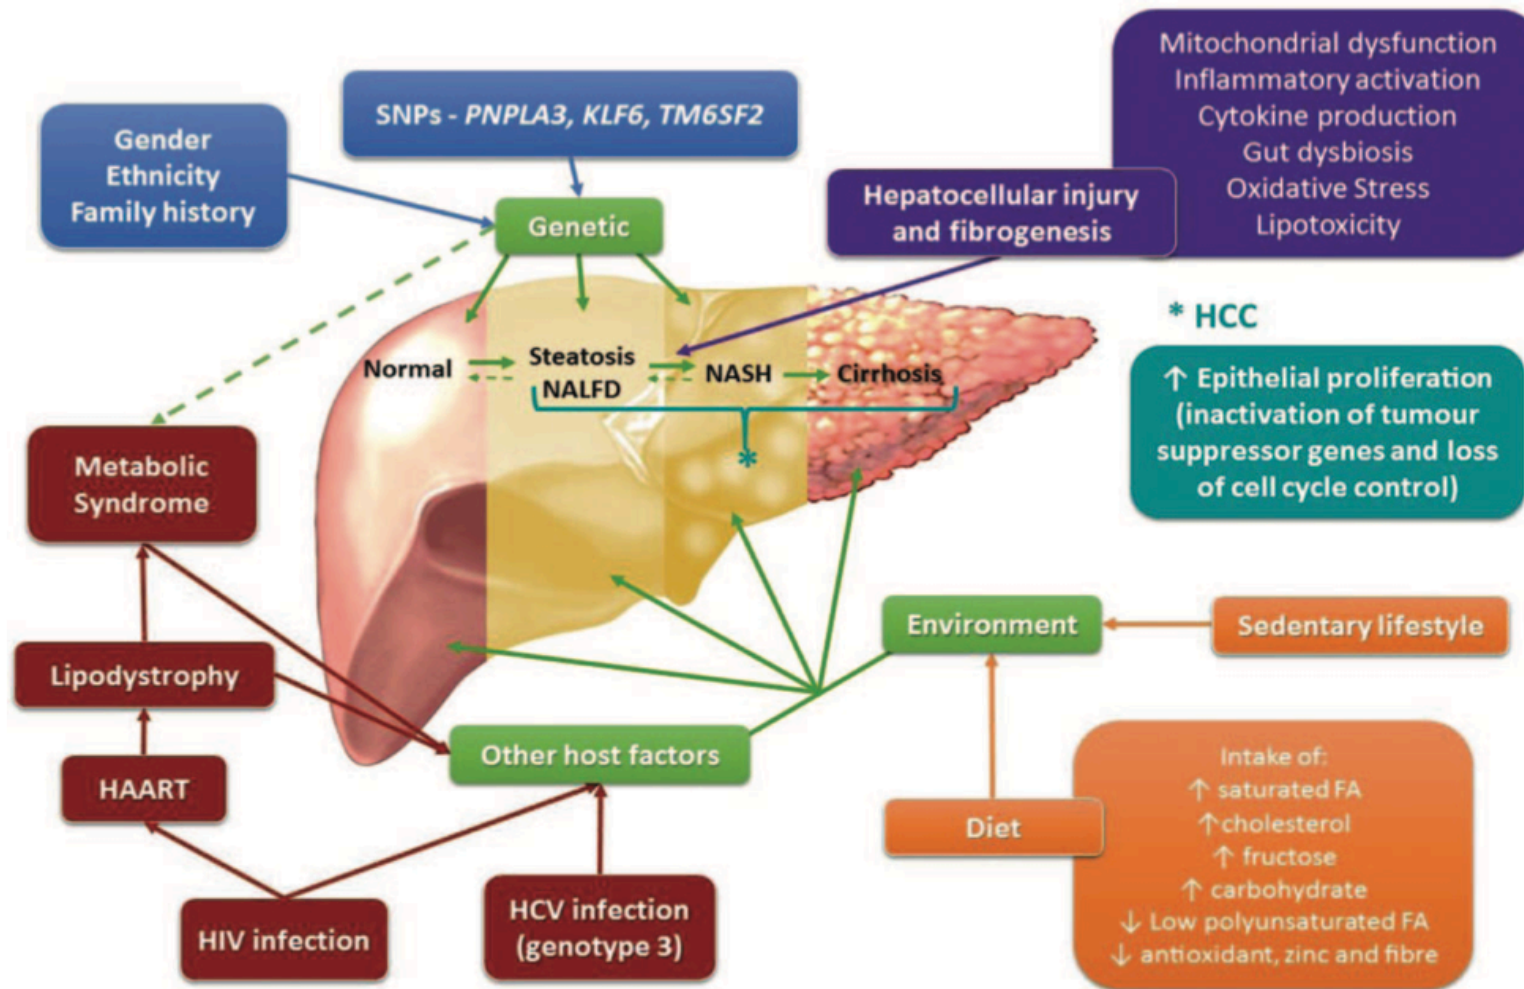 Mitochondrial dysfunction
Inflammatory activation
Cytokine production
Gut dysbiosis
Oxidative Stress
Lipotoxicity
SNPs - PNPLA3, KLF6, TM6SF2
Gender
Ethnicity
Family history
Hepatocellular injury
and fibrogenesis
Genetic
* HCC
↑ Epithelial proliferation
(inactivation of tumour
suppressor genes and loss
of cell cycle control)
Normal
Steatosis
NALFD
NASH
Cirrhosis
*
Metabolic
Syndrome
Environment
Sedentary lifestyle
Lipodystrophy
Other host factors
HAART
Diet
Intake of:
↑ saturated FA
↑cholesterol
↑ fructose
↑ carbohydrate
↓ Low polyunsaturated FA
↓ antioxidant, zinc and fibre
HIV infection
HCV infection
(genotype 3)